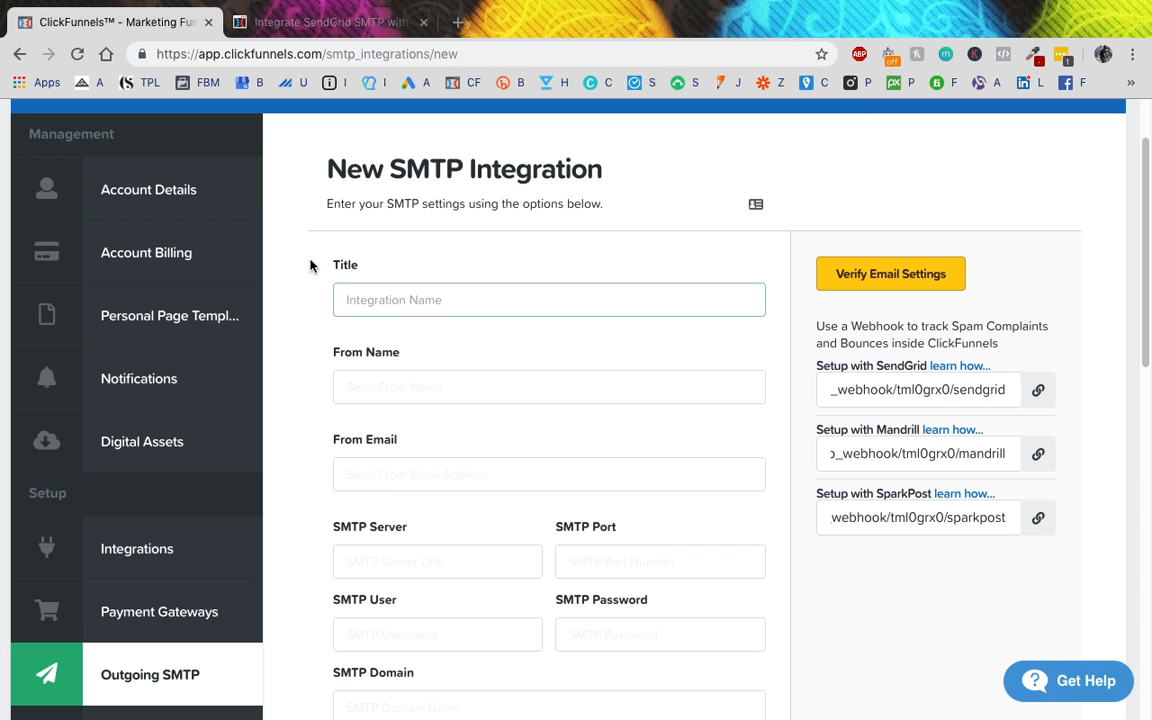 ClickFunnels™ - Marketing Fun
Integrate SendGrid SMTP with
https://app.clickfunnels.com/smtp_integrations/new
ABP
off
1
Apps A TPL FBM B U I I A CF B H C S S J Z C P P F A L F »
Management
Account Details
Account Billing
Personal Page Templ...
Notifications
Digital Assets
Setup
Integrations
Payment Gateways
Outgoing SMTP
New SMTP Integration
Enter your SMTP settings using the options below.
Title
Integration Name
From Name
Send From Name
From Email
Send From Email Address
SMTP Server
SMTP Port
SMTP Server URL
SMTP Port Number
SMTP User
SMTP Password
SMTP Username
SMTP Password
SMTP Domain
SMTP Domain Name
Verify Email Settings
Use a Webhook to track Spam Complaints
and Bounces inside ClickFunnels
Setup with SendGrid learn how...
_webhook/tml0grx0/sendgrid
Setup with Mandrill learn how...
p_webhook/tml0grx0/mandrill
Setup with SparkPost learn how...
_webhook/tml0grx0/sparkpost
Get Help